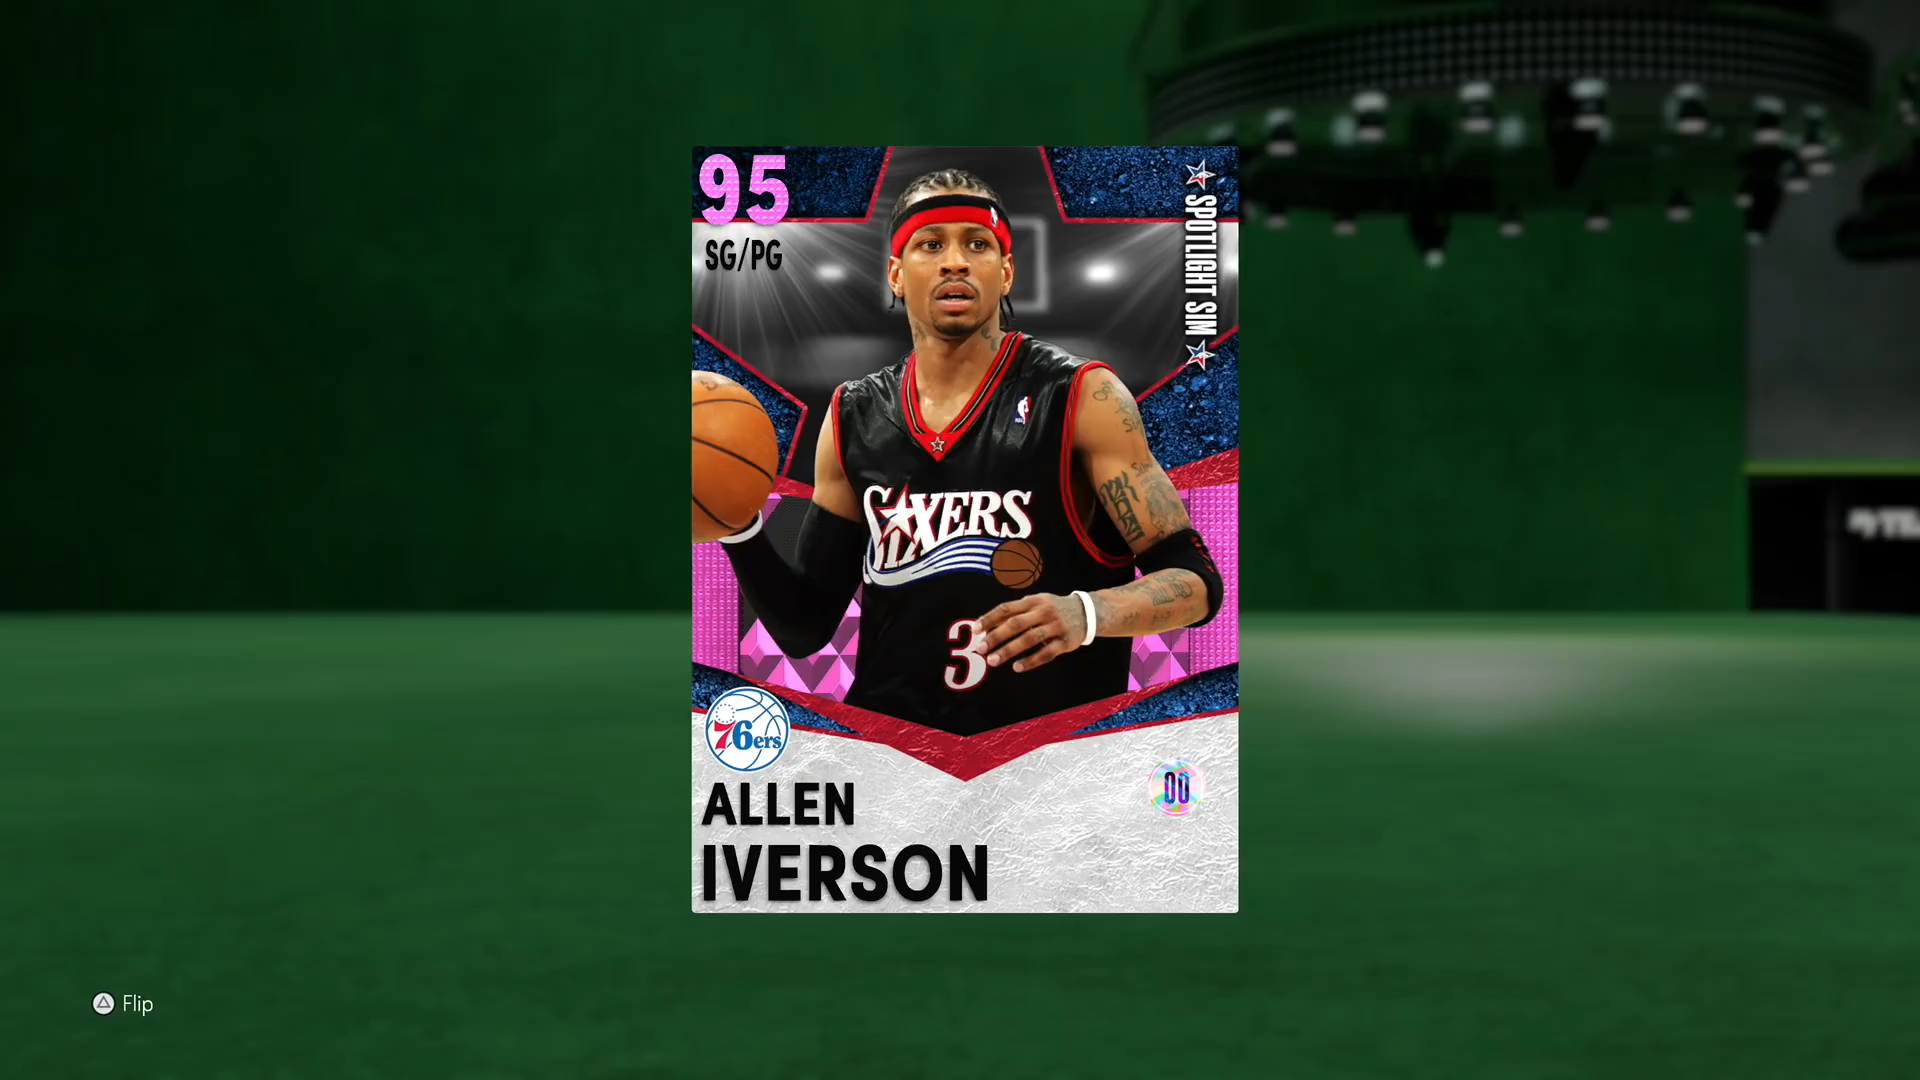 95
SG/PG
★ SPOTLIGHT SIM ★
SIXERS
3
76ers
00
ALLEN
IVERSON
Flip